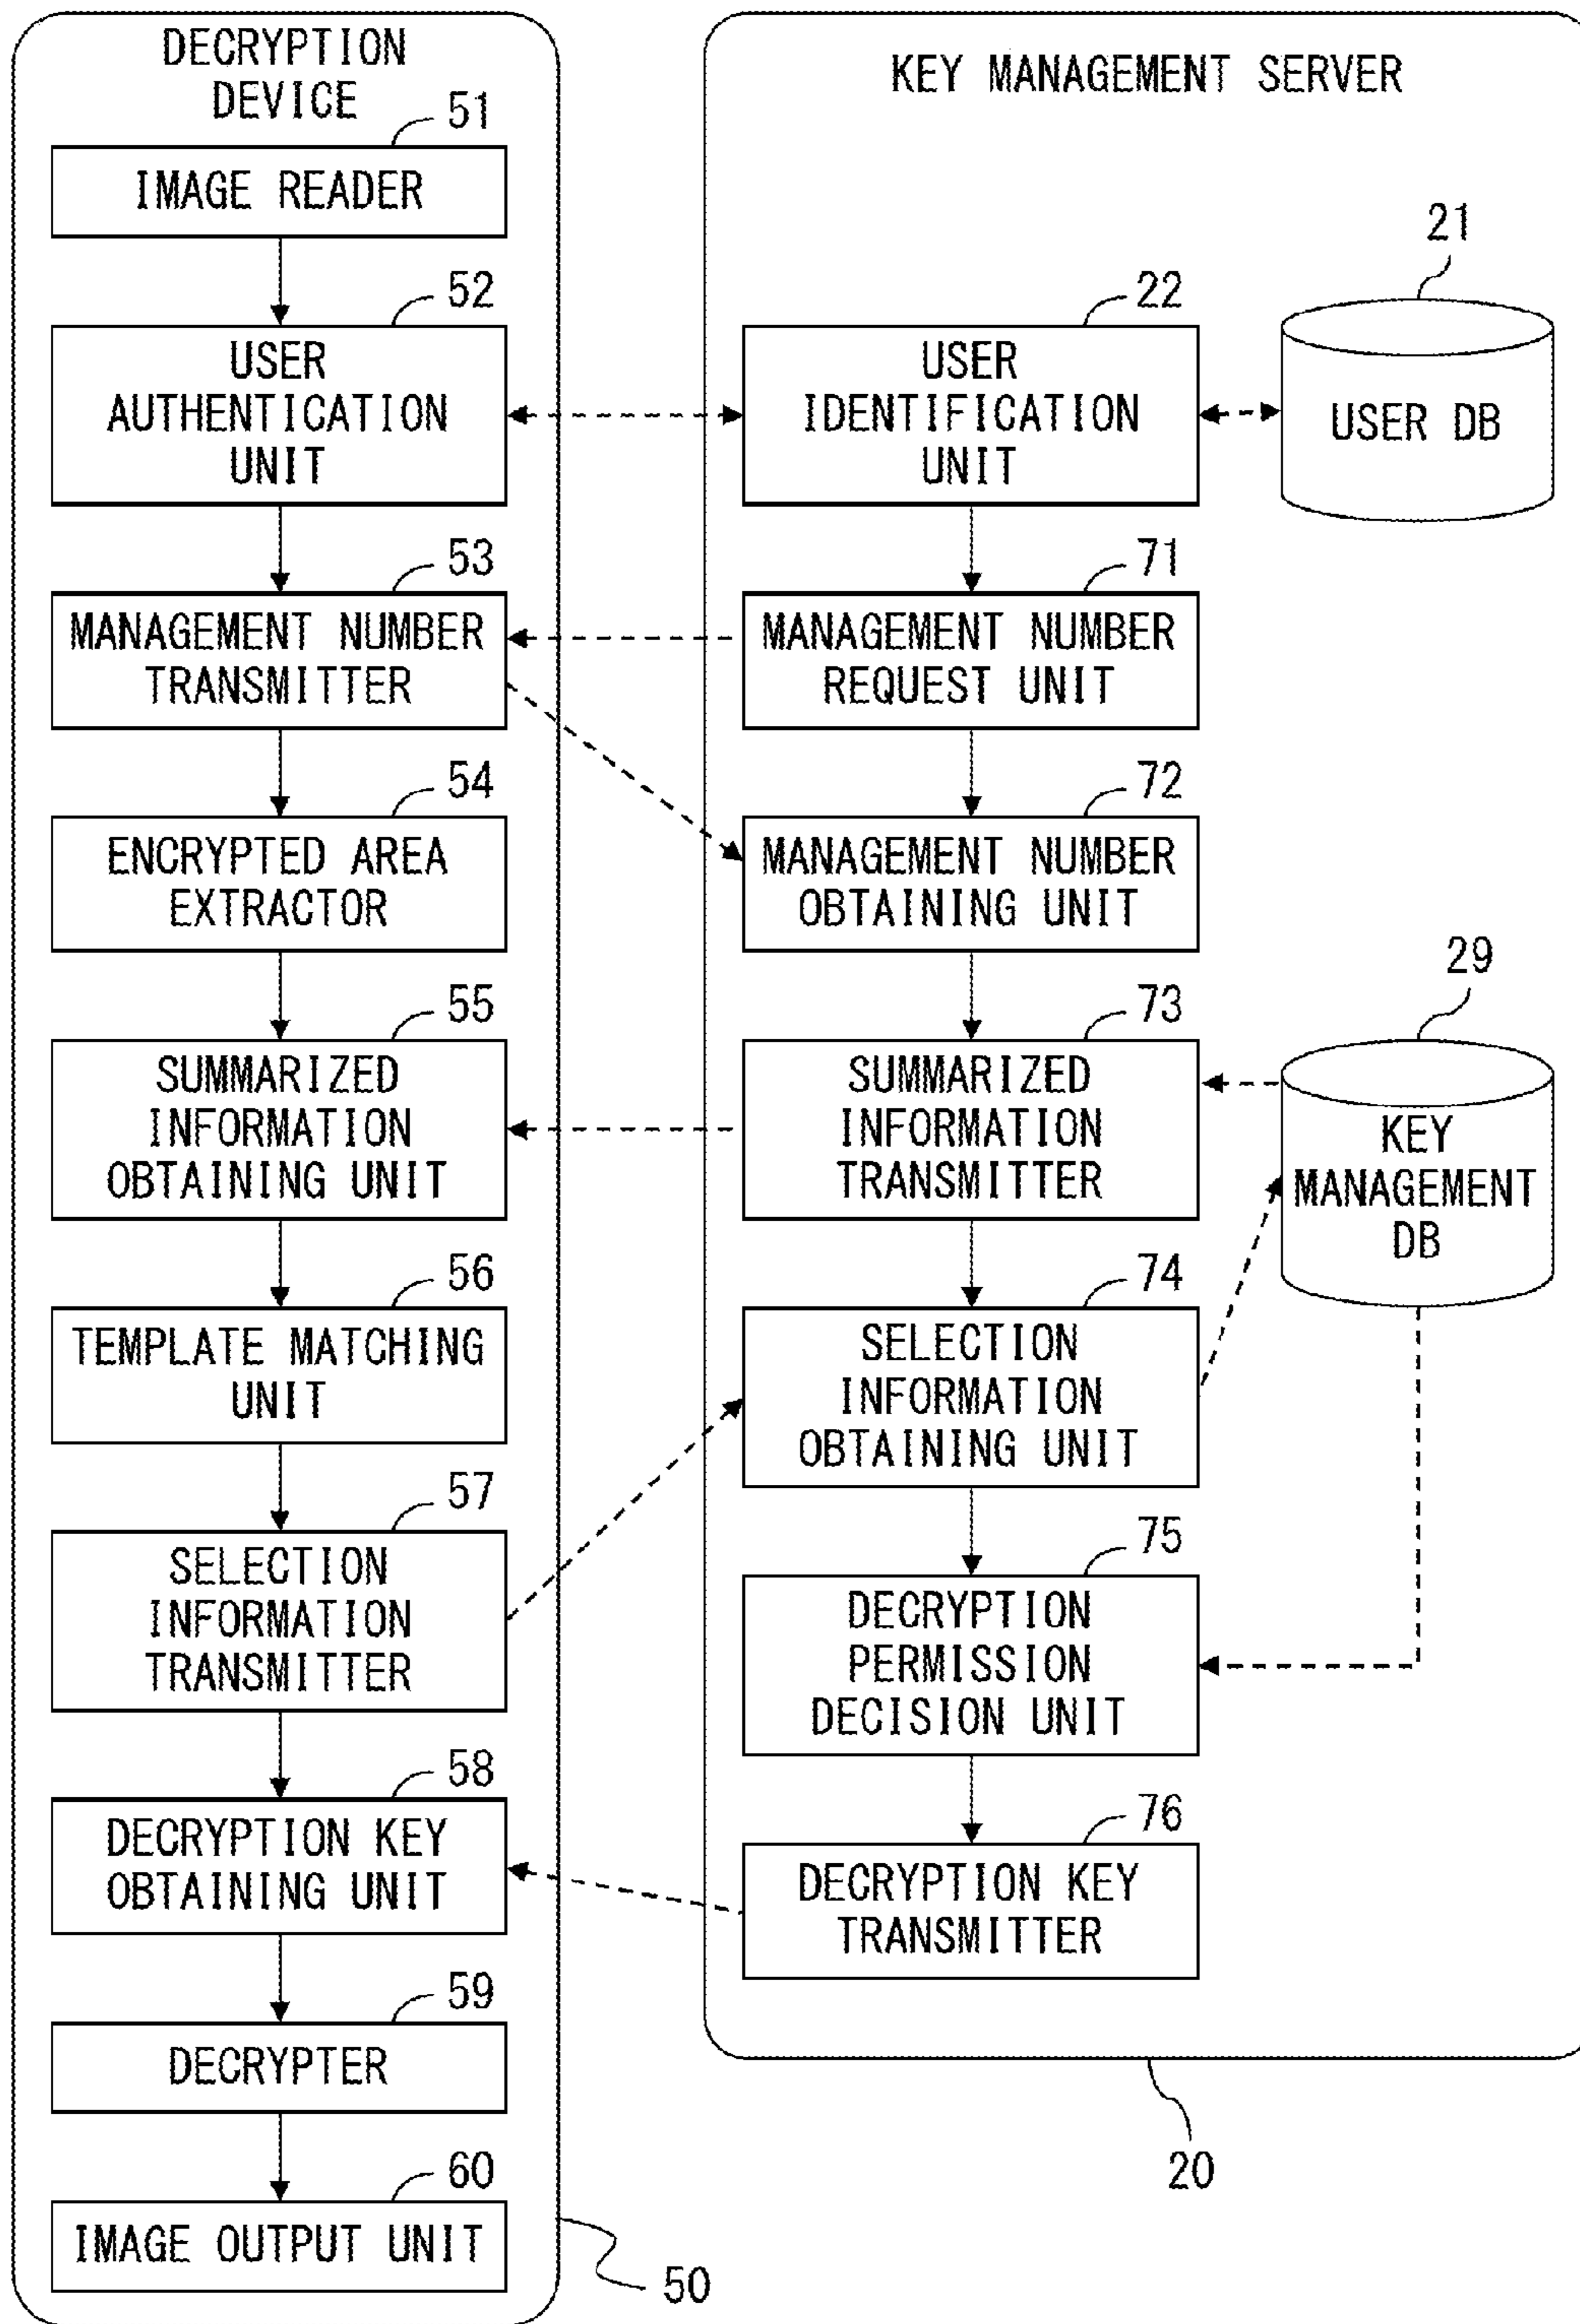 DECRYPTION
DEVICE
51
IMAGE READER
52
USER
AUTHENTICATION
UNIT
53
MANAGEMENT NUMBER
TRANSMITTER
54
ENCRYPTED AREA
EXTRACTOR
55
SUMMARIZED
INFORMATION
OBTAINING UNIT
56
TEMPLATE MATCHING
UNIT
57
SELECTION
INFORMATION
TRANSMITTER
58
DECRYPTION KEY
OBTAINING UNIT
59
DECRYPTER
60
IMAGE OUTPUT UNIT
50
KEY MANAGEMENT SERVER
21
USER DB
22
USER
IDENTIFICATION
UNIT
71
MANAGEMENT NUMBER
REQUEST UNIT
72
MANAGEMENT NUMBER
OBTAINING UNIT
29
KEY
MANAGEMENT
DB
73
SUMMARIZED
INFORMATION
TRANSMITTER
74
SELECTION
INFORMATION
OBTAINING UNIT
75
DECRYPTION
PERMISSION
DECISION UNIT
76
DECRYPTION KEY
TRANSMITTER
20